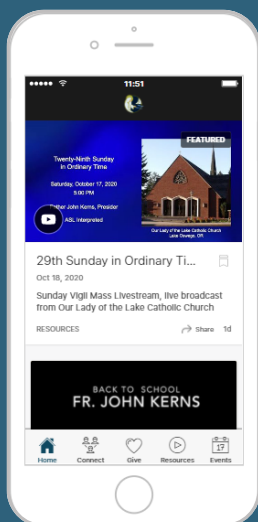 11:51
FEATURED
Twenty-Ninth Sunday
in Ordinary Time
Saturday, October 17, 2020
5:00 PM
Father John Kerns, Presider
ASL Interpreted
Our Lady of the Lake Catholic Church
Lake Oswego, OR
29th Sunday in Ordinary Ti...
Oct 18, 2020
Sunday Vigil Mass Livestream, live broadcast
from Our Lady of the Lake Catholic Church
RESOURCES
Share 1d
BACK TO SCHOOL
FR. JOHN KERNS
Home Connect Give Resources 17 Events